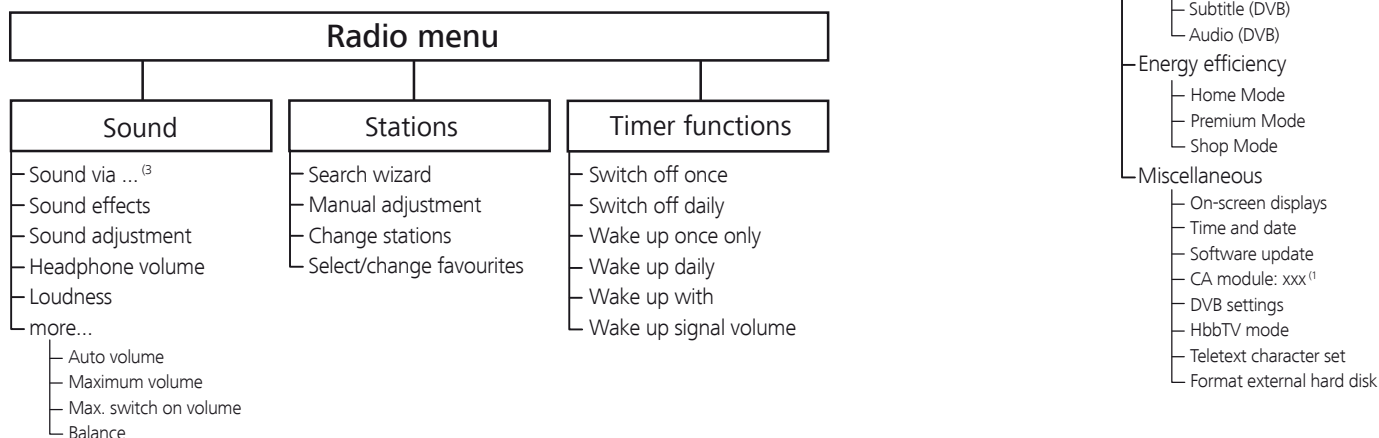 Radio menu
Sound
Sound via ... (3
Sound effects
Sound adjustment
Headphone volume
Loudness
more...
Auto volume
Maximum volume
Max. switch on volume
Balance
Stations
Search wizard
Manual adjustment
Change stations
Select/change favourites
Timer functions
Switch off once
Switch off daily
Wake up once only
Wake up daily
Wake up with
Wake up signal volume
Subtitle (DVB)
Audio (DVB)
Energy efficiency
Home Mode
Premium Mode
Shop Mode
Miscellaneous
On-screen displays
Time and date
Software update
CA module: xxx (1
DVB settings
HbbTV mode
Teletext character set
Format external hard disk